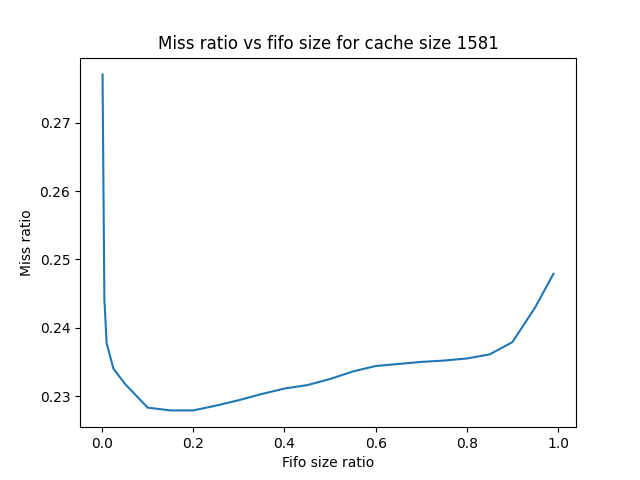 Miss ratio vs fifo size for cache size 1581
Miss ratio
0.27
0.26
0.25
0.24
0.23
0.0 0.2 0.4 0.6 0.8 1.0
Fifo size ratio